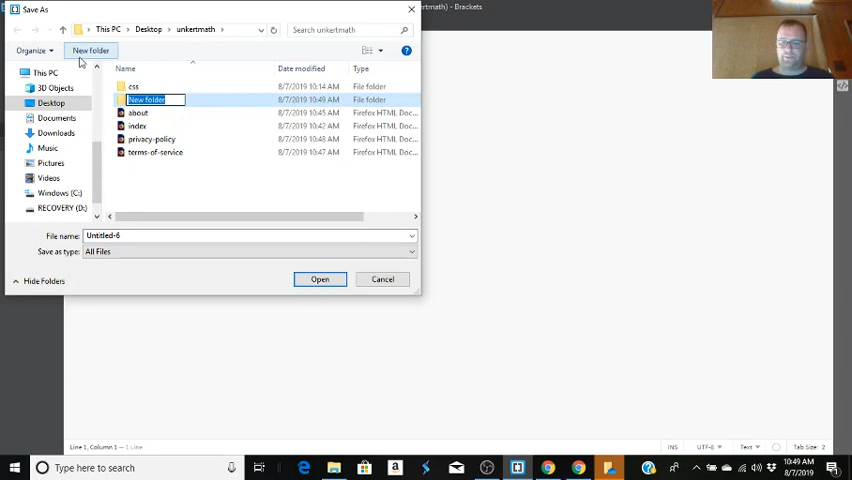 Save As
kertmath) - Brackets
This PC > Desktop > unkertmath >
Search unkertmath
Organize
New folder
Name
Date modified
Type
This PC
3D Objects
Desktop
Documents
Downloads
Music
Pictures
Videos
Windows (C:)
RECOVERY (D:)
css 8/7/2019 10:14 AM File folder
New folder 8/7/2019 10:49 AM File folder
about 8/7/2019 10:45 AM Firefox HTML Doc...
index 8/7/2019 10:42 AM Firefox HTML Doc...
privacy-policy 8/7/2019 10:46 AM Firefox HTML Doc...
terms-of-service 8/7/2019 10:47 AM Firefox HTML Doc...
File name: Untitled-6
Save as type: All Files
Hide Folders
Open
Cancel
Line 1, Column 1 — 1 Line
INS
UTF-8
Text
Tab Size: 2
Type here to search
10:49 AM
8/7/2019